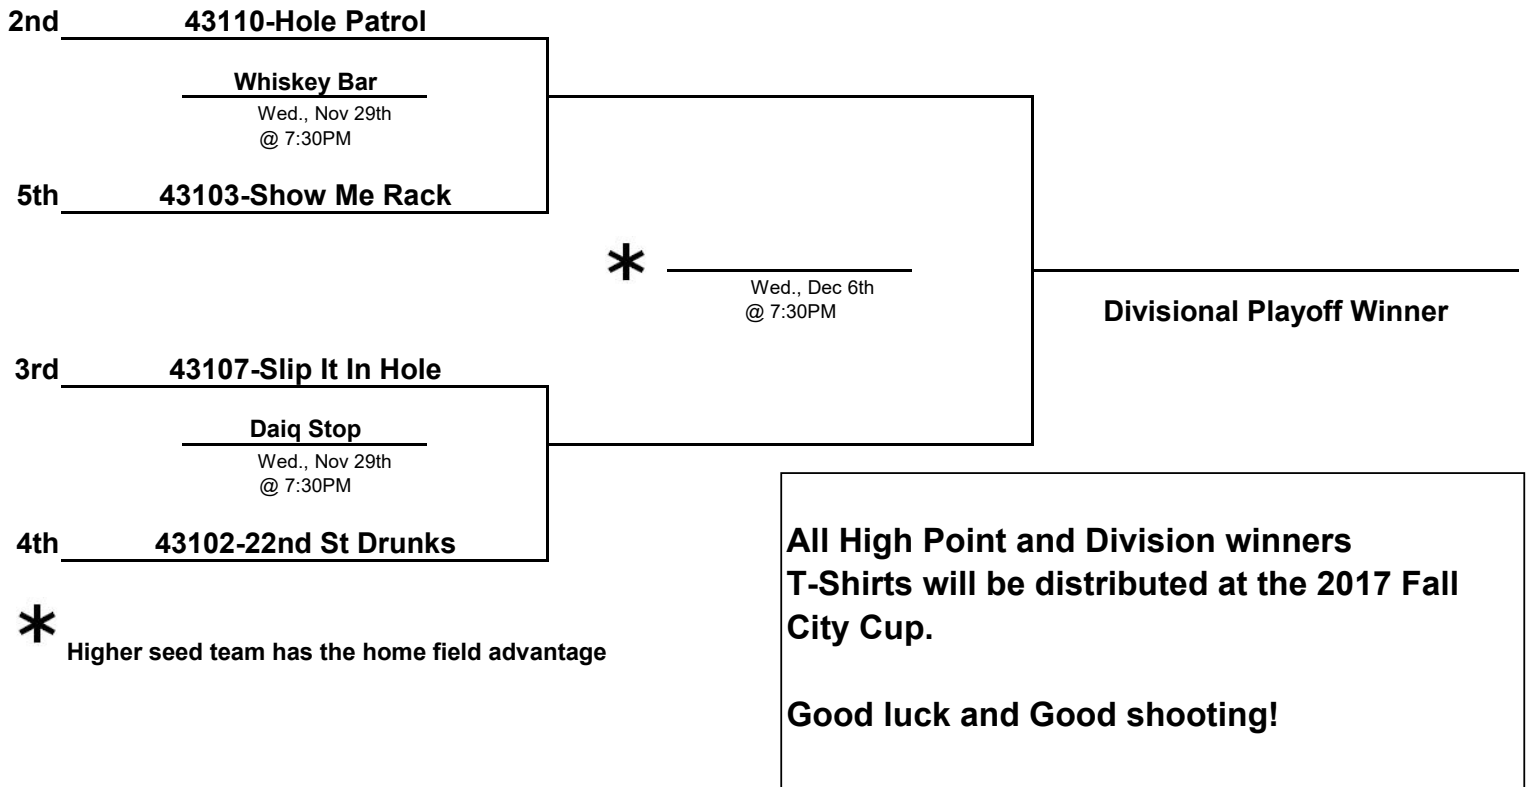 2nd 43110-Hole Patrol
Whiskey Bar
Wed., Nov 29th
@ 7:30PM
5th 43103-Show Me Rack
* 
Wed., Dec 6th
@ 7:30PM
Divisional Playoff Winner
3rd 43107-Slip It In Hole
Daiq Stop
Wed., Nov 29th
@ 7:30PM
4th 43102-22nd St Drunks
* Higher seed team has the home field advantage
All High Point and Division winners
T-Shirts will be distributed at the 2017 Fall
City Cup.
Good luck and Good shooting!